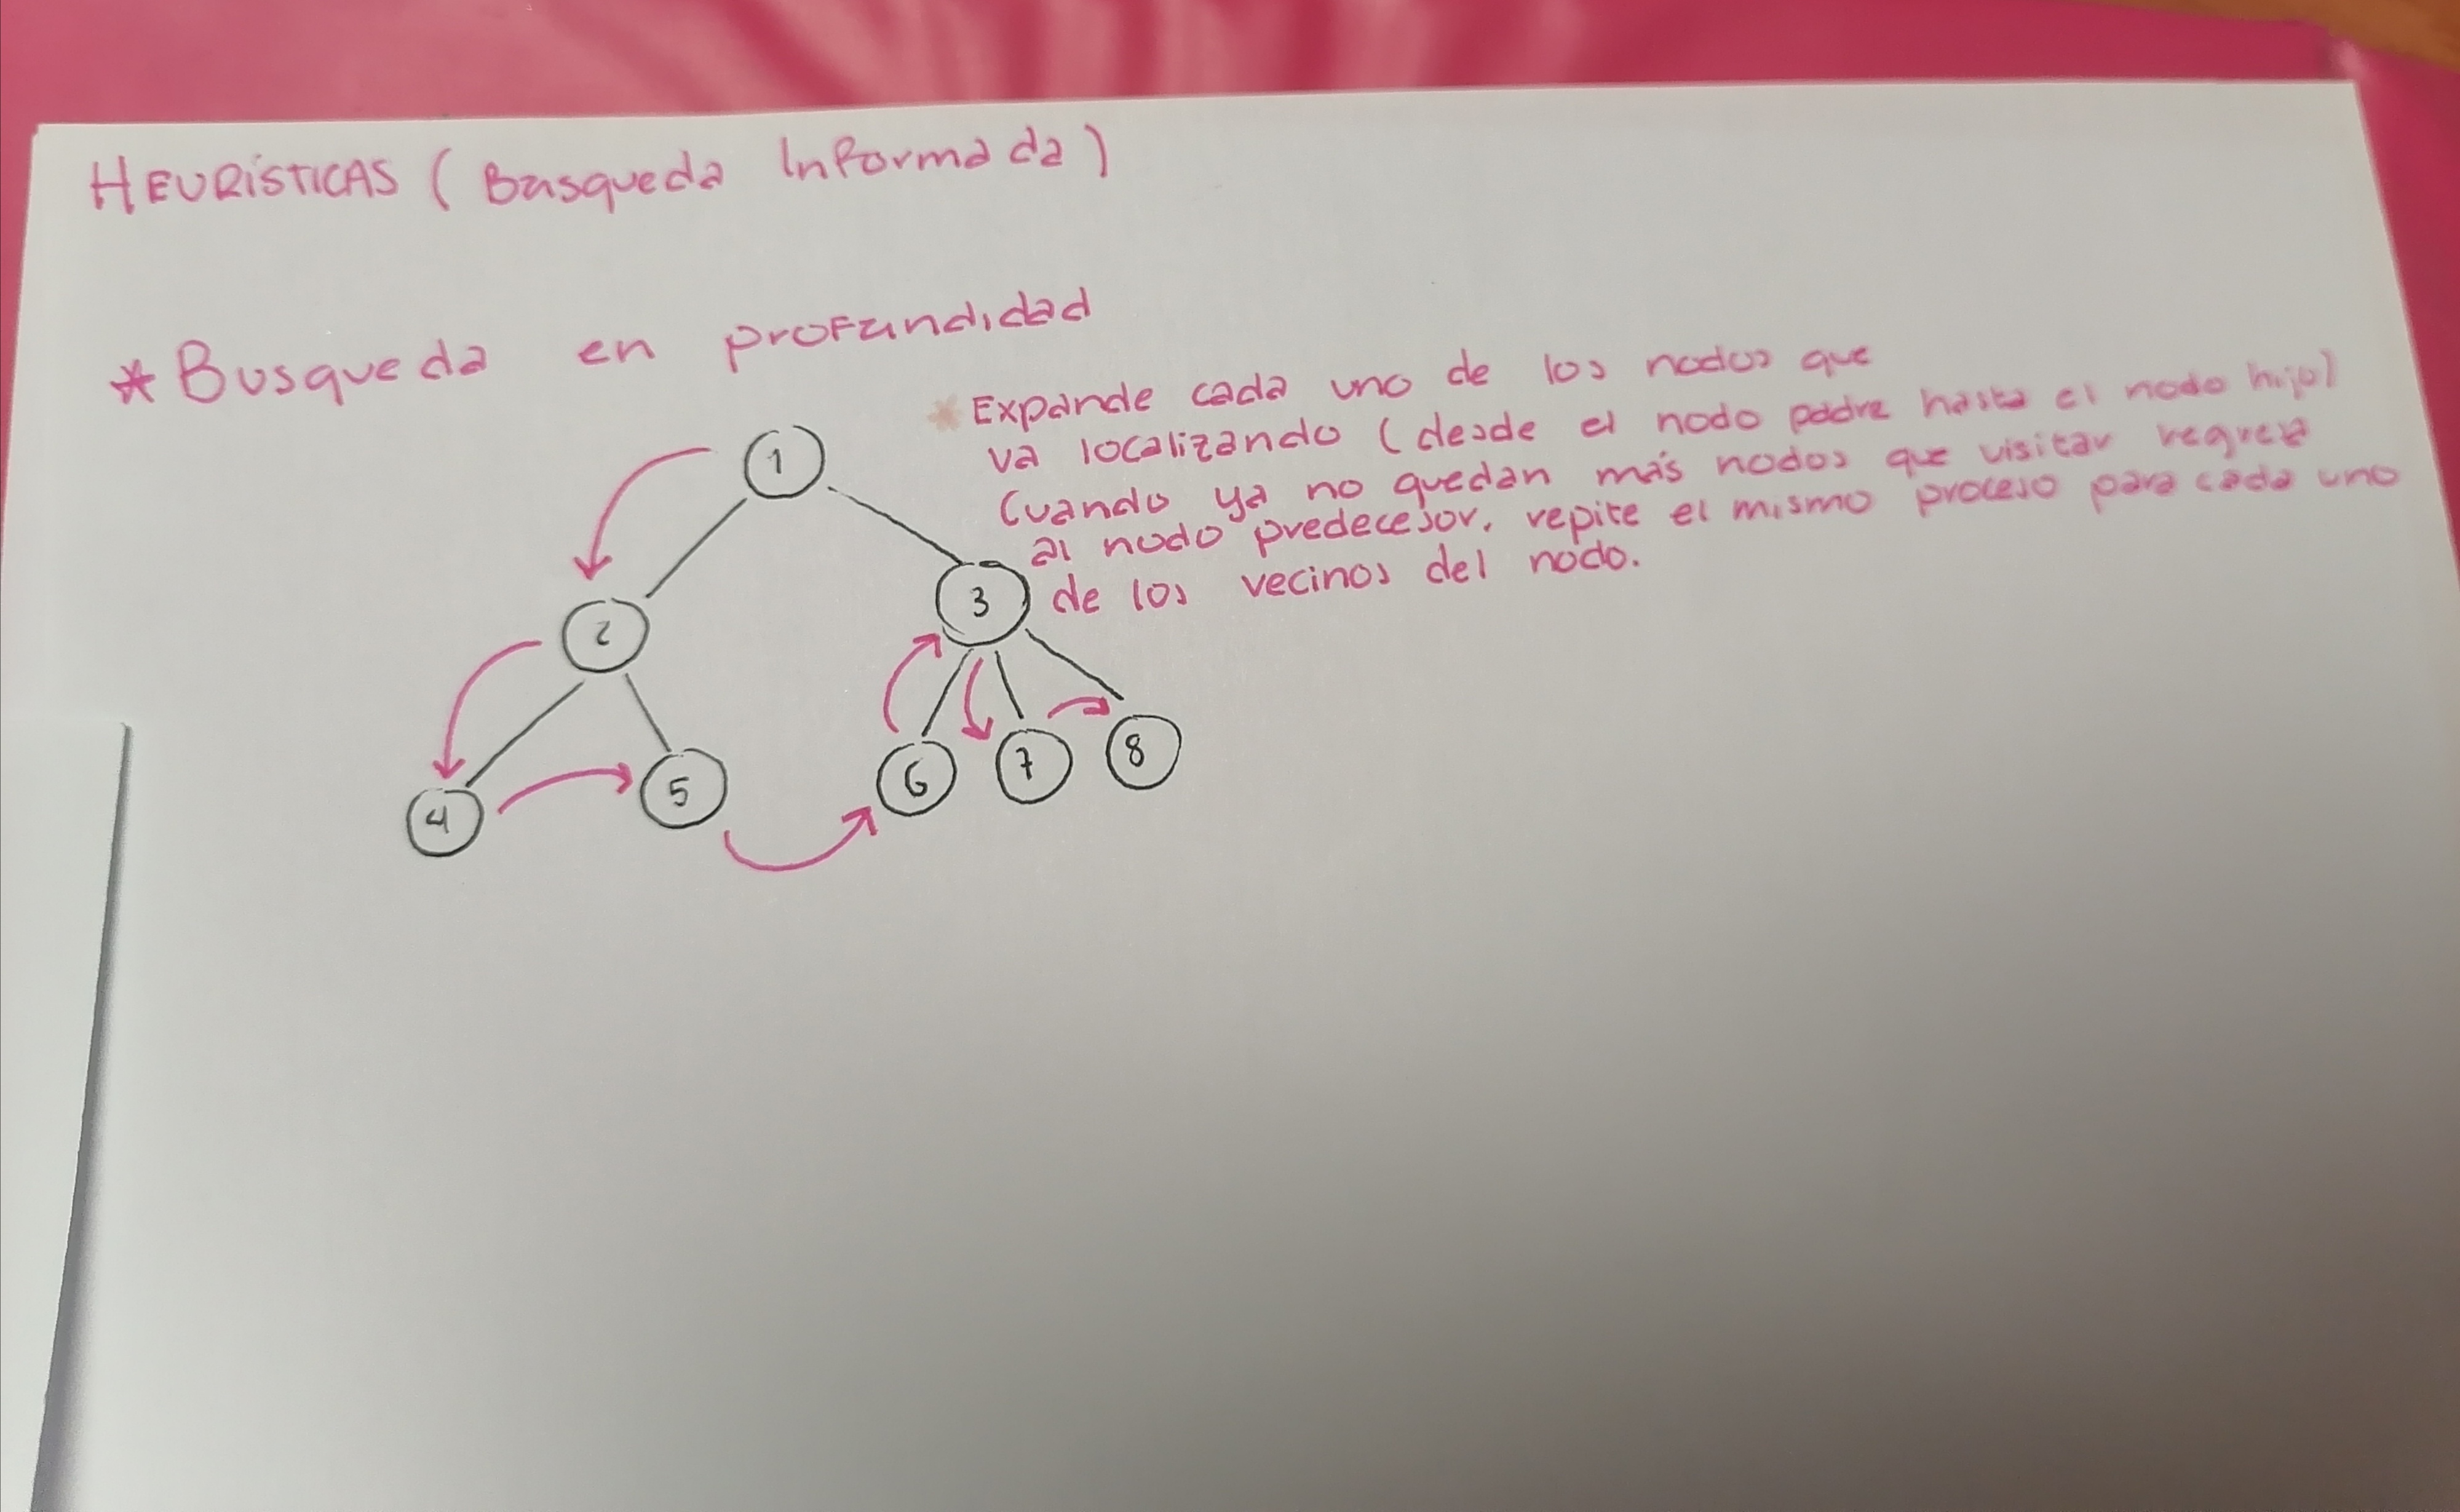 HEURÍSTICAS (Busqueda Informada)
* Busqueda en profundidad
* Expande cada uno de los nodos que
va localizando (desde el nodo padre hasta el nodo hijo)
Cuando ya no quedan más nodos que visitar regresa
al nodo predecesor, repite el mismo proceso para cada uno
de los vecinos del nodo.
1
2
3
4
5
6
7
8